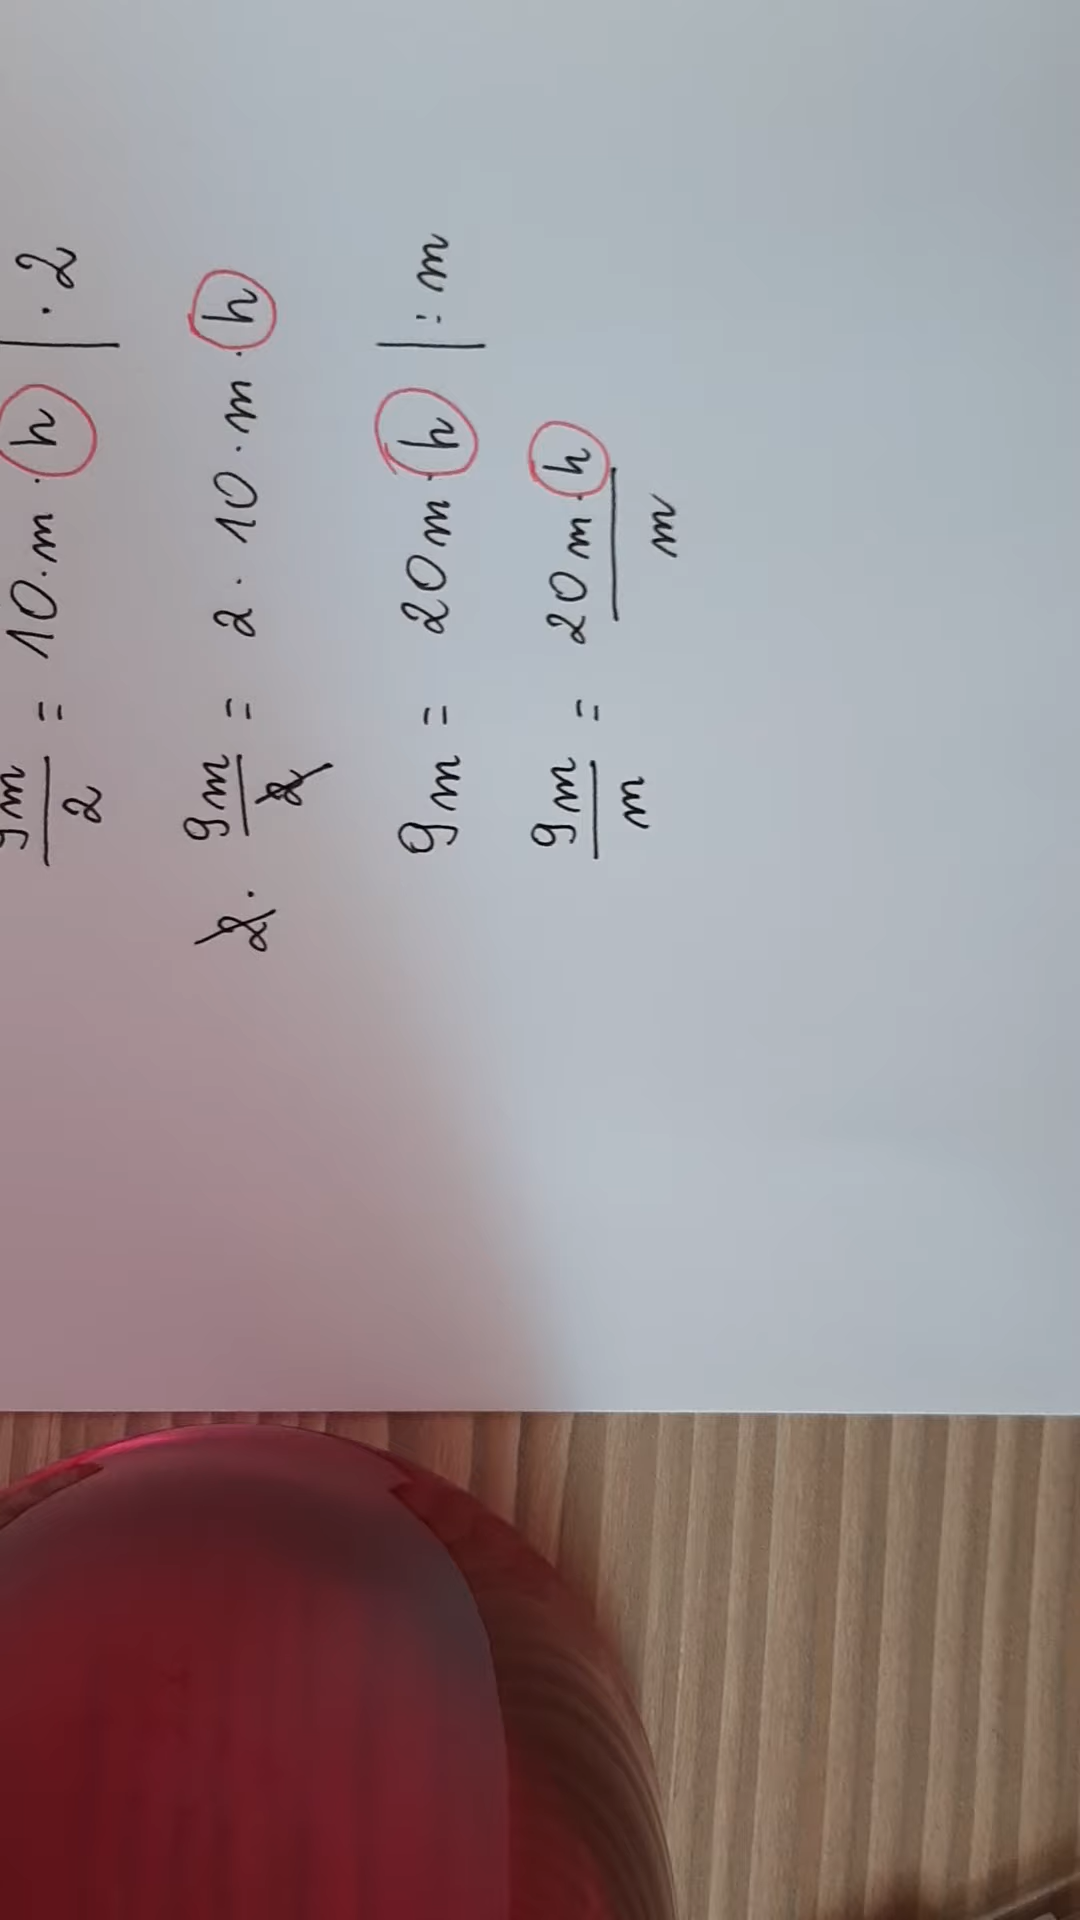 9m/2 = 10·m·h | ·2
2· 9m/2 = 2·10·m·h
9m = 20m·h | :m
9m/m = 20m·h/m